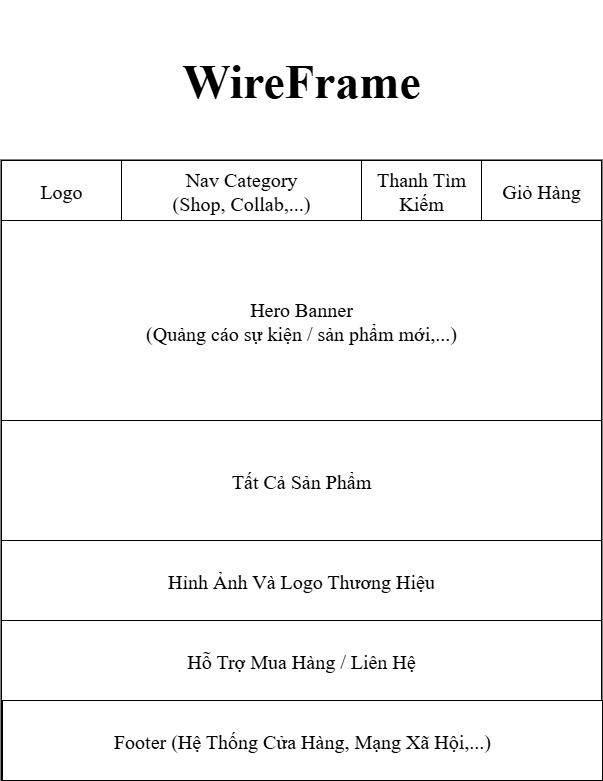 WireFrame
Logo
Nav Category
(Shop, Collab,...)
Thanh Tìm
Kiếm
Giỏ Hàng
Hero Banner
(Quảng cáo sự kiện / sản phẩm mới,...)
Tất Cả Sản Phẩm
Hình Ảnh Và Logo Thương Hiệu
Hỗ Trợ Mua Hàng / Liên Hệ
Footer (Hệ Thống Cửa Hàng, Mạng Xã Hội,...)